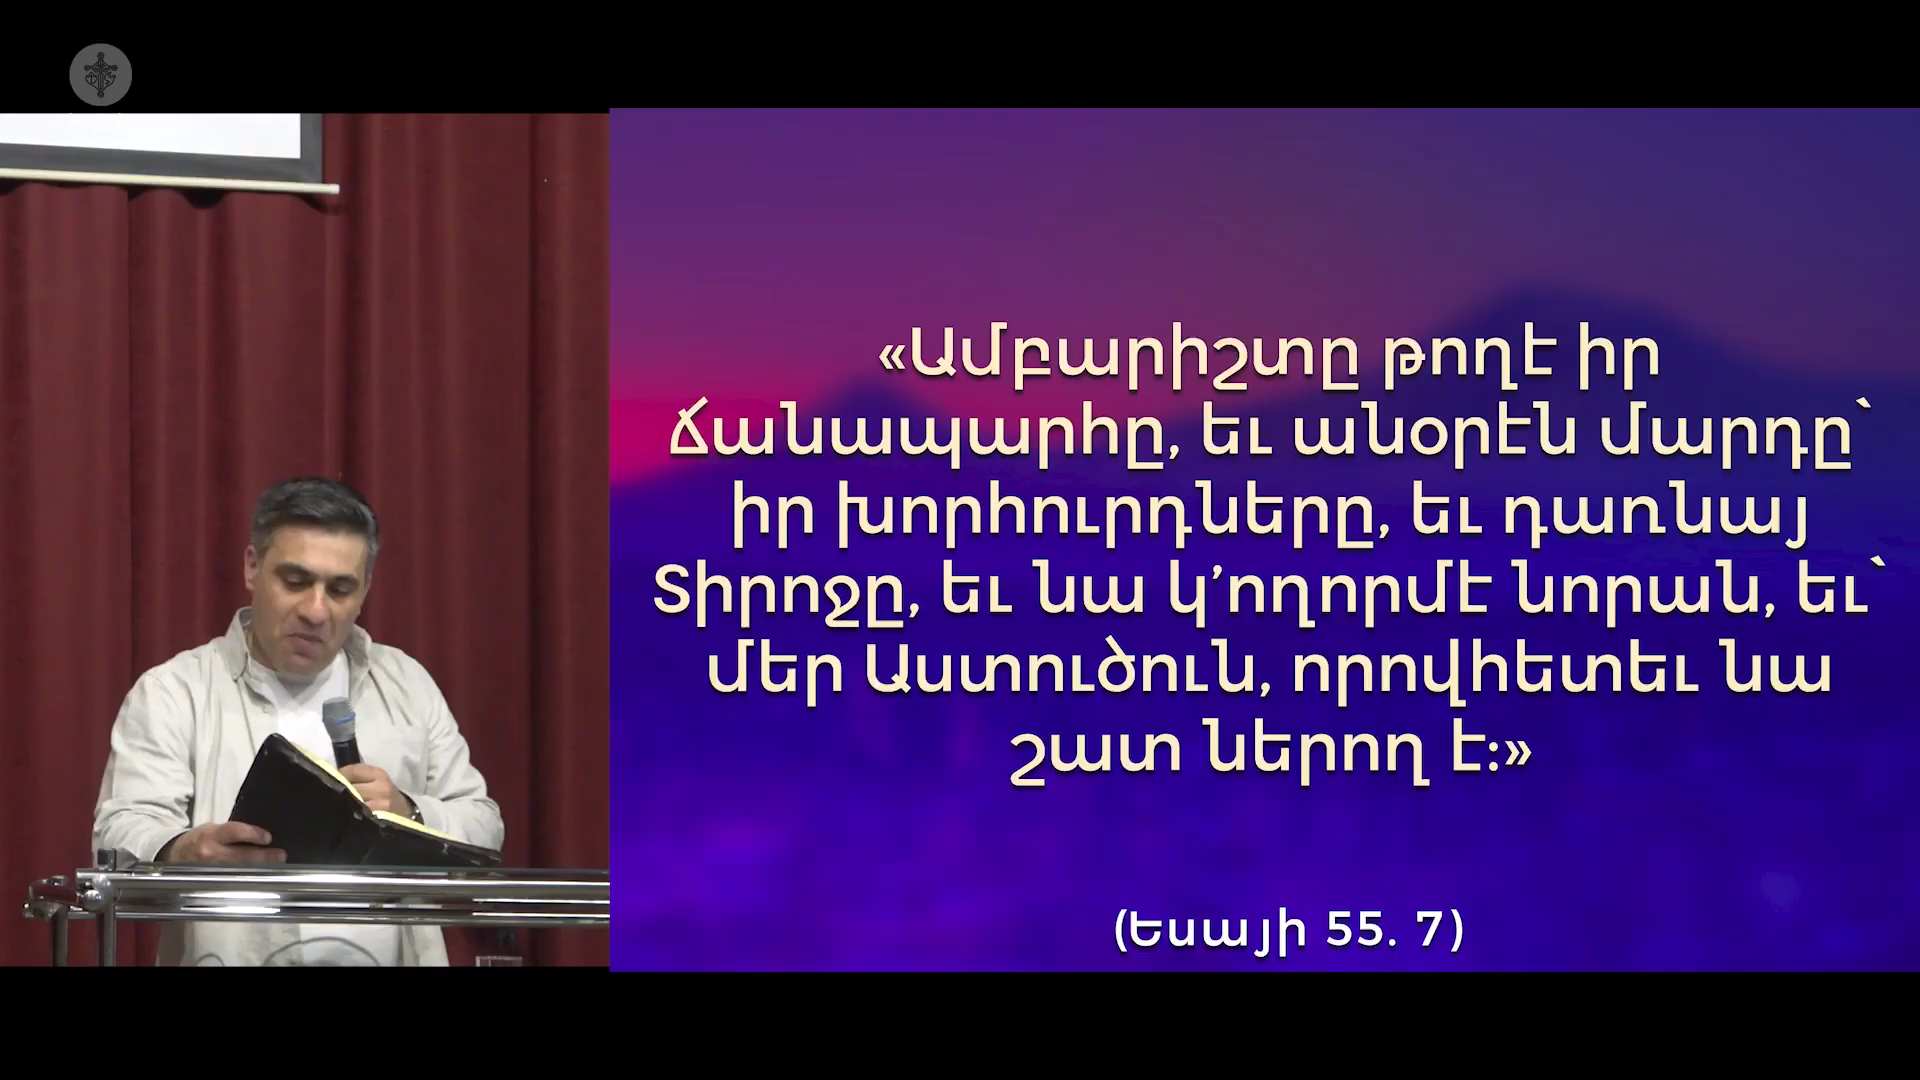 «Ամբարիշտը թողէ իր
ճանապարհը, եւ անօրէն մարդը՝
իր խորհուրդները, եւ դառնայ
Տիրոջը, եւ նա կ’ողորմէ նորան, եւ՝
մեր Աստուծուն, որովհետեւ նա
շատ ներող է:»
(Եսայի 55. 7)